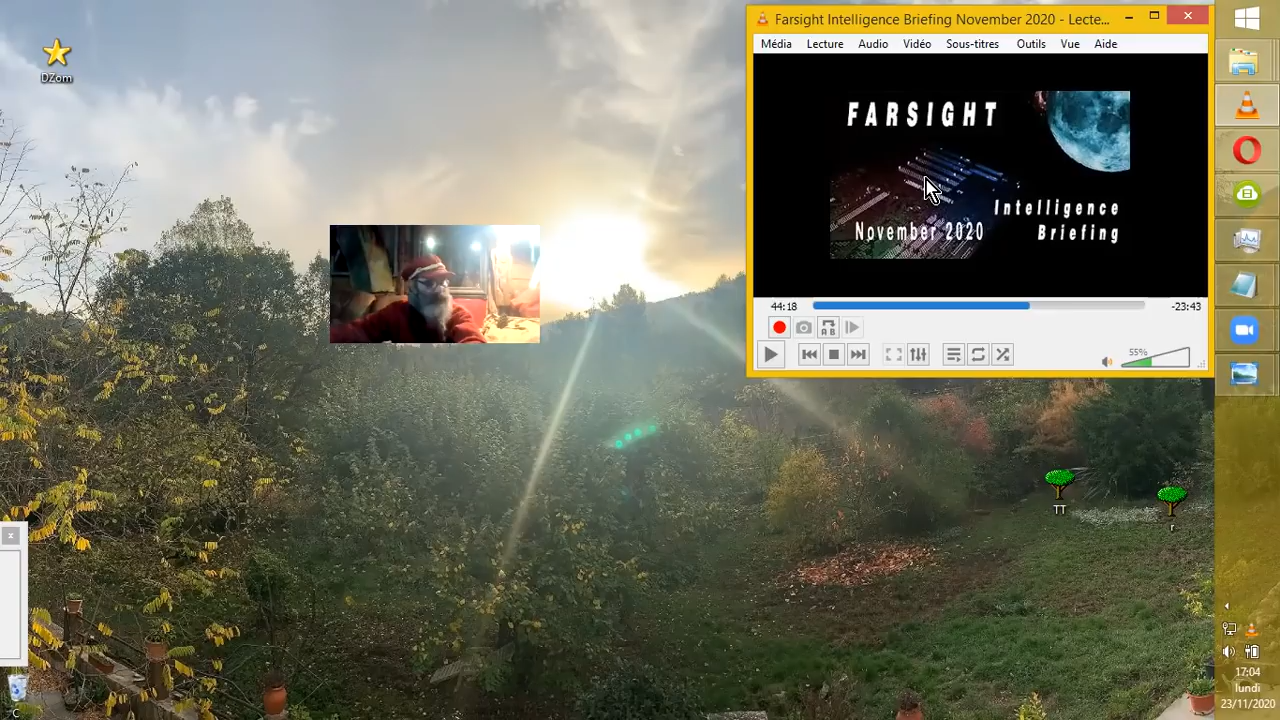 DZom
Farsight Intelligence Briefing November 2020 - Lecte...
Média Lecture Audio Vidéo Sous-titres Outils Vue Aide
FARSIGHT
Intelligence
Briefing
November 2020
44:18
-23:43
55%
TT
r
C
17:04
lundi
23/11/2020